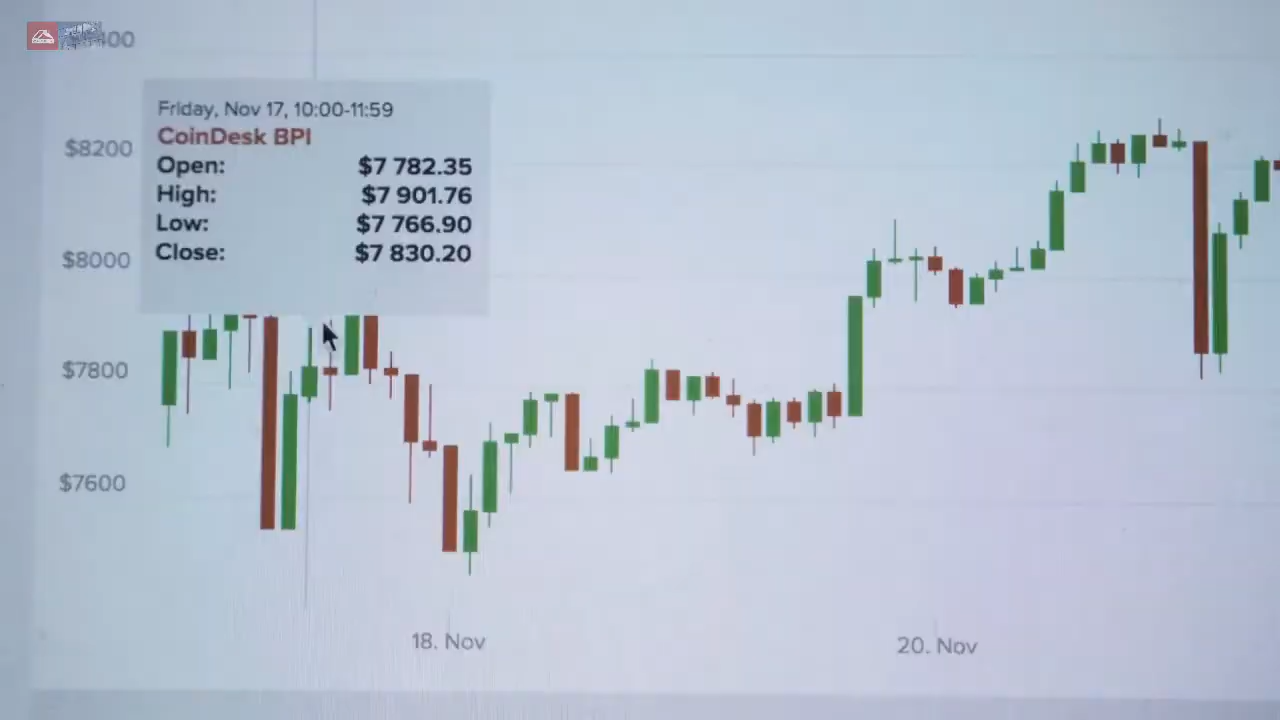 Friday, Nov 17, 10:00-11:59
CoinDesk BPI
Open: $7 782.35
High: $7 901.76
Low: $7 766.90
Close: $7 830.20
$8200
$8000
$7800
$7600
18. Nov
20. Nov